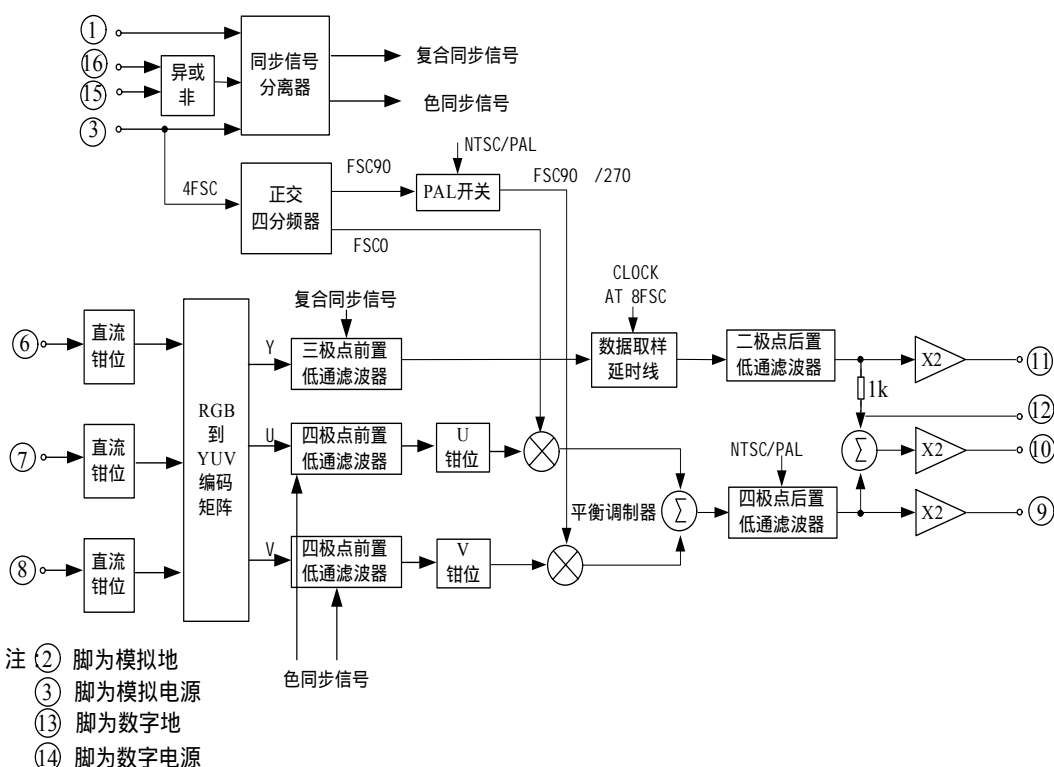 ①
⑯
⑮
③
异或
非
同步信号
分离器
复合同步信号
色同步信号
NTSC/PAL
4FSC
正交
四分频器
FSC90
FSC0
PAL开关
FSC90 /270
⑥
直流
钳位
⑦
直流
钳位
⑧
直流
钳位
RGB
到
YUV
编码
矩阵
复合同步信号
Y
三极点前置
低通滤波器
U
四极点前置
低通滤波器
U
钳位
V
四极点前置
低通滤波器
V
钳位
色同步信号
CLOCK
AT 8FSC
数据取样
延时线
二极点后置
低通滤波器
1k
X2
⑪
⑫
Σ
X2
⑩
平衡调制器
Σ
NTSC/PAL
四极点后置
低通滤波器
X2
⑨
注:② 脚为模拟地
③ 脚为模拟电源
⑬ 脚为数字地
⑭ 脚为数字电源